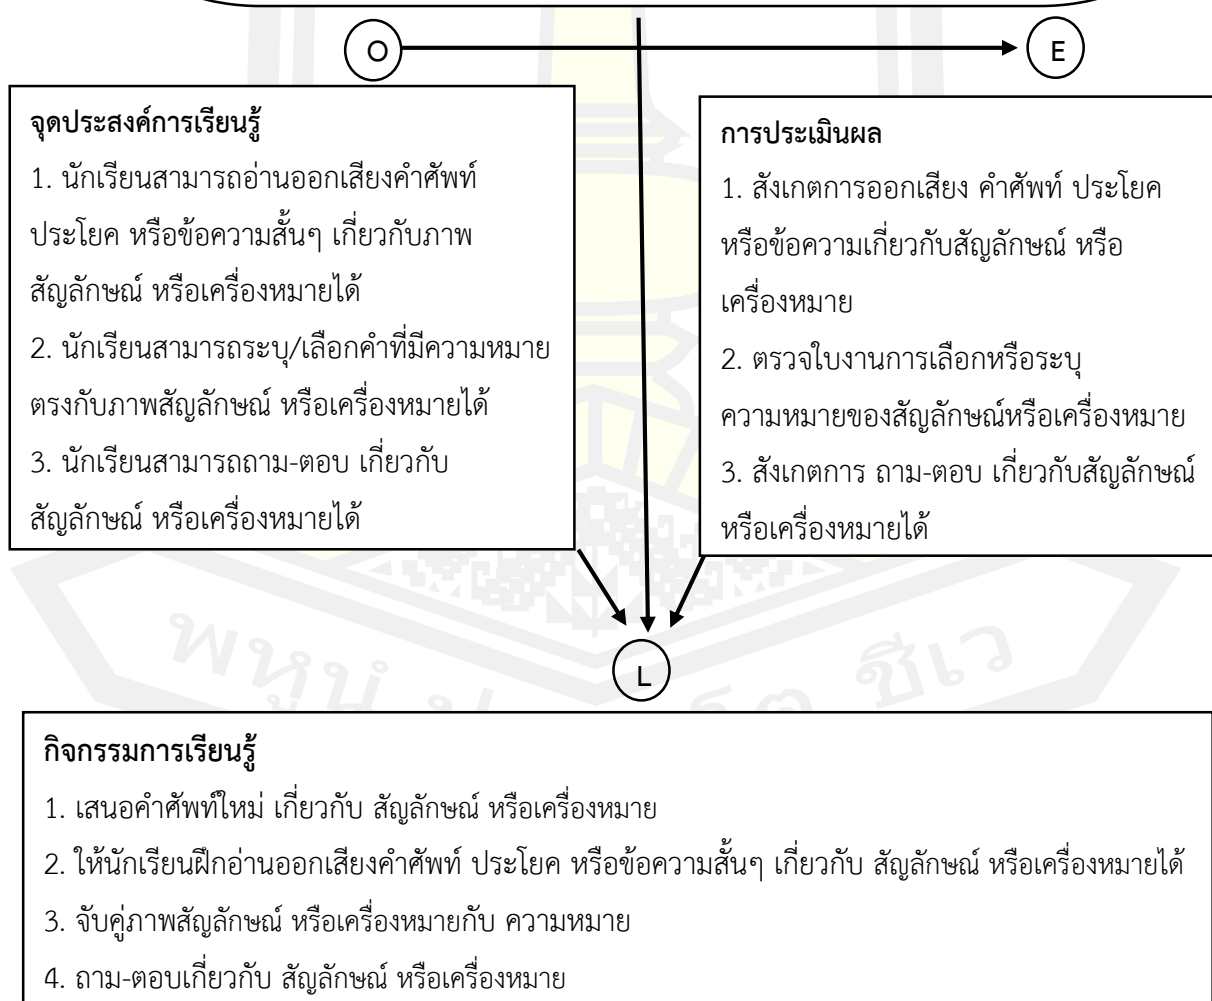 O
E
จุดประสงค์การเรียนรู้
1. นักเรียนสามารถอ่านออกเสียงคำศัพท์
ประโยค หรือข้อความสั้นๆ เกี่ยวกับภาพ
สัญลักษณ์ หรือเครื่องหมายได้
2. นักเรียนสามารถระบุ/เลือกคำที่มีความหมาย
ตรงกับภาพสัญลักษณ์ หรือเครื่องหมายได้
3. นักเรียนสามารถถาม-ตอบ เกี่ยวกับ
สัญลักษณ์ หรือเครื่องหมายได้
การประเมินผล
1. สังเกตการออกเสียง คำศัพท์ ประโยค
หรือข้อความเกี่ยวกับสัญลักษณ์ หรือ
เครื่องหมาย
2. ตรวจใบงานการเลือกหรือระบุ
ความหมายของสัญลักษณ์หรือเครื่องหมาย
3. สังเกตการ ถาม-ตอบ เกี่ยวกับสัญลักษณ์
หรือเครื่องหมายได้
L
พหูนํ ชีเว
กิจกรรมการเรียนรู้
1. เสนอคำศัพท์ใหม่ เกี่ยวกับ สัญลักษณ์ หรือเครื่องหมาย
2. ให้นักเรียนฝึกอ่านออกเสียงคำศัพท์ ประโยค หรือข้อความสั้นๆ เกี่ยวกับ สัญลักษณ์ หรือเครื่องหมายได้
3. จับคู่ภาพสัญลักษณ์ หรือเครื่องหมายกับ ความหมาย
4. ถาม-ตอบเกี่ยวกับ สัญลักษณ์ หรือเครื่องหมาย